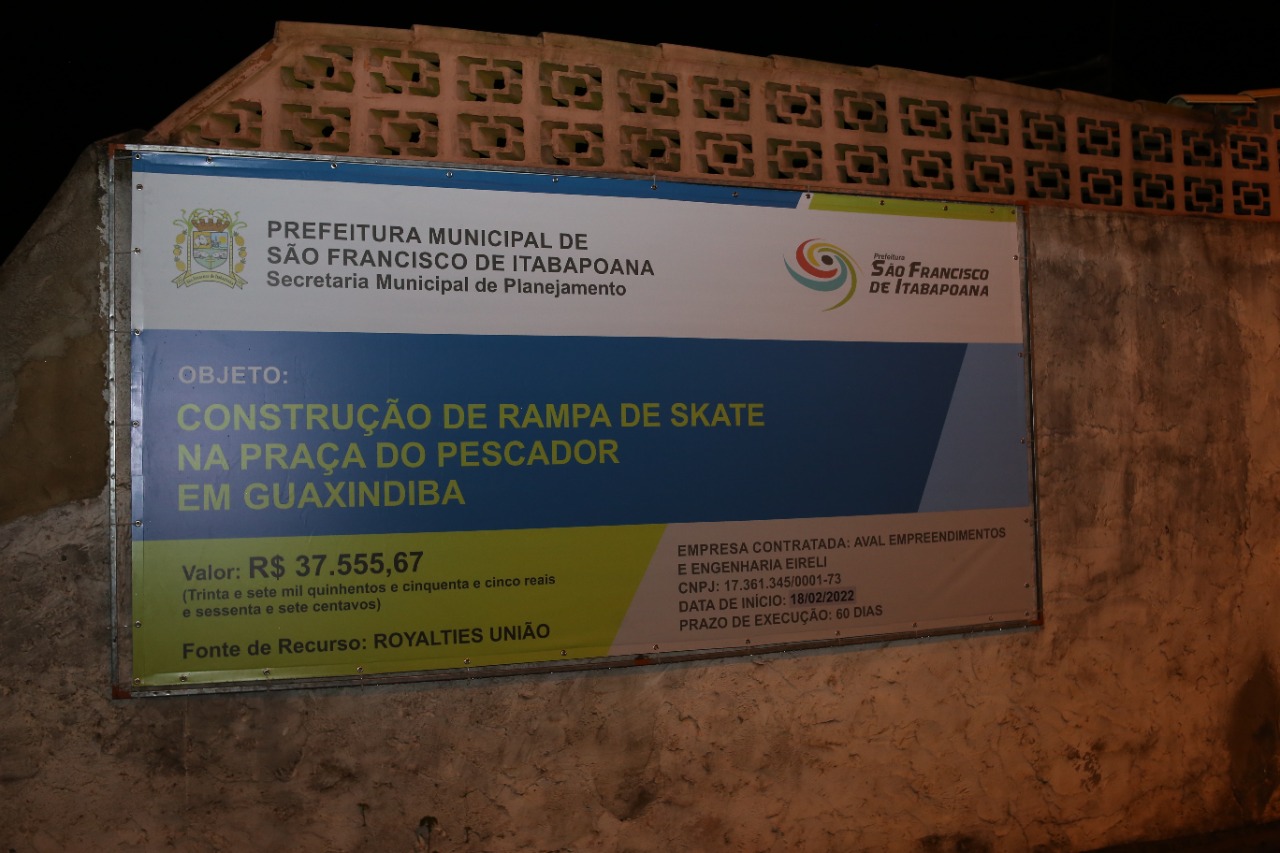 PREFEITURA MUNICIPAL DE
SÃO FRANCISCO DE ITABAPOANA
Secretaria Municipal de Planejamento
Prefeitura
SÃO FRANCISCO
DE ITABAPOANA
OBJETO:
CONSTRUÇÃO DE RAMPA DE SKATE
NA PRAÇA DO PESCADOR
EM GUAXINDIBA
Valor: R$ 37.555,67
(Trinta e sete mil quinhentos e cinquenta e cinco reais
e sessenta e sete centavos)
Fonte de Recurso: ROYALTIES UNIÃO
EMPRESA CONTRATADA: AVAL EMPREENDIMENTOS
E ENGENHARIA EIRELI
CNPJ: 17.361.345/0001-73
DATA DE INÍCIO: 18/02/2022
PRAZO DE EXECUÇÃO: 60 DIAS